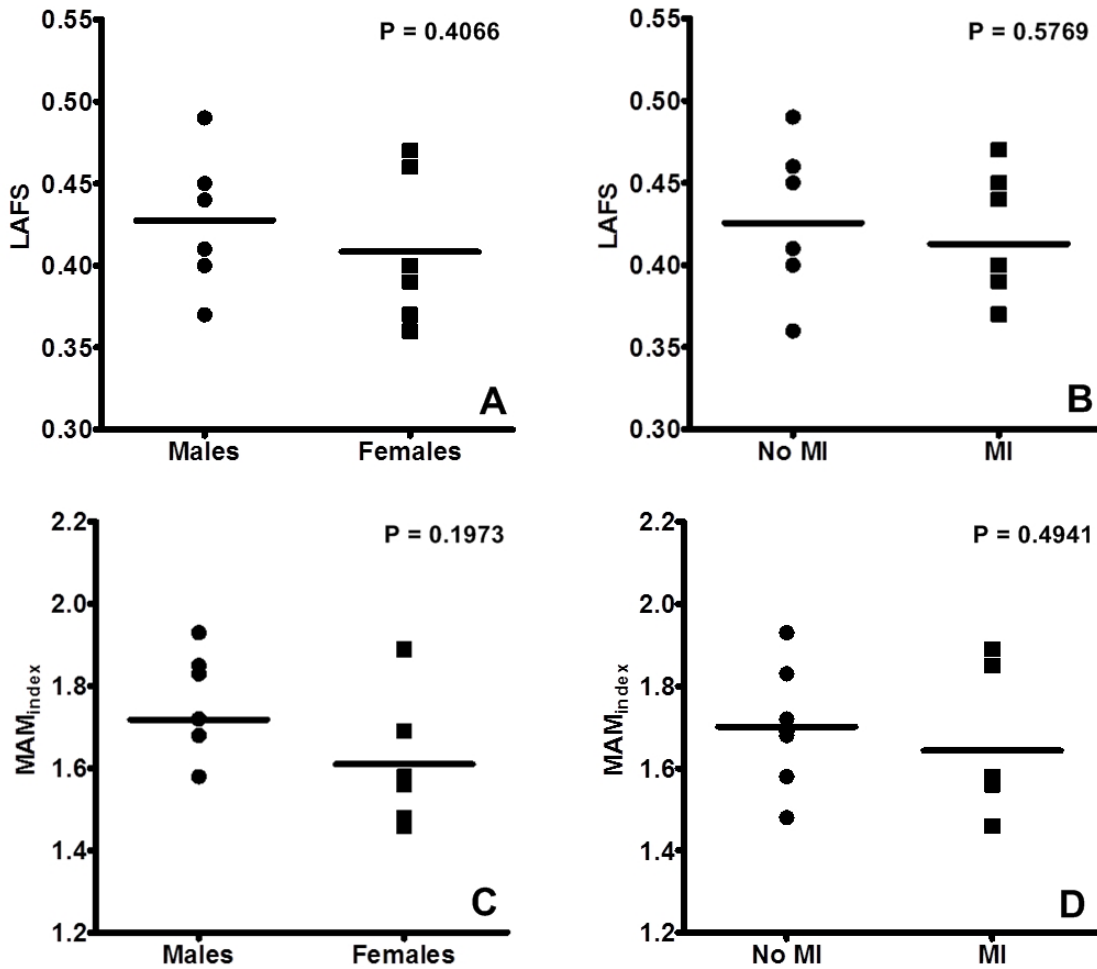 P = 0.4066
0.55
0.50
0.45
0.40
0.35
0.30
LAFS
Males Females
A
P = 0.5769
0.55
0.50
0.45
0.40
0.35
0.30
LAFS
No MI MI
B
P = 0.1973
2.2
2.0
1.8
1.6
1.4
1.2
MAMindex
Males Females
C
P = 0.4941
2.2
2.0
1.8
1.6
1.4
1.2
MAMindex
No MI MI
D